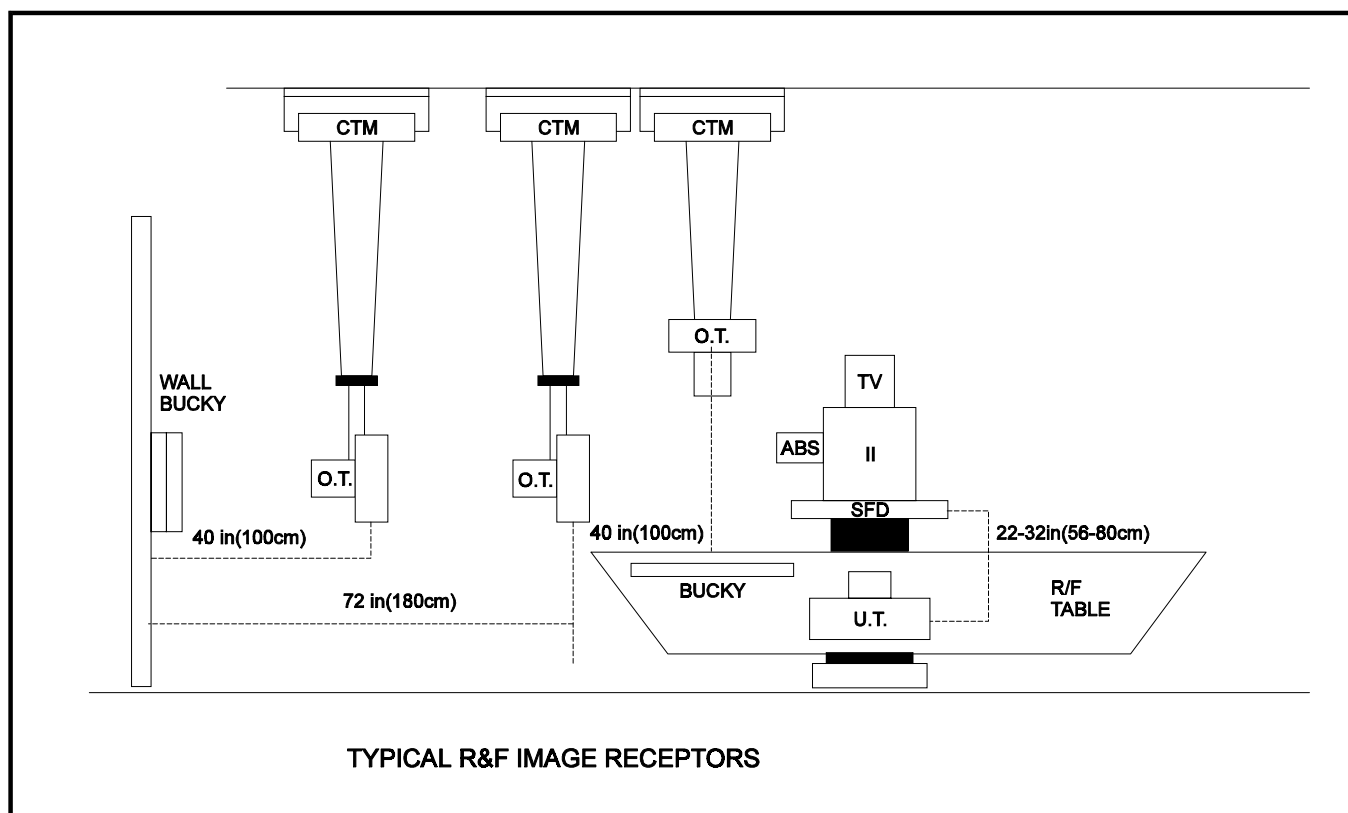 CTM
CTM
CTM
O.T.
TV
WALL
BUCKY
ABS
II
O.T.
O.T.
SFD
40 in(100cm)
40 in(100cm)
22-32in(56-80cm)
BUCKY
R/F
TABLE
72 in(180cm)
U.T.
TYPICAL R&F IMAGE RECEPTORS